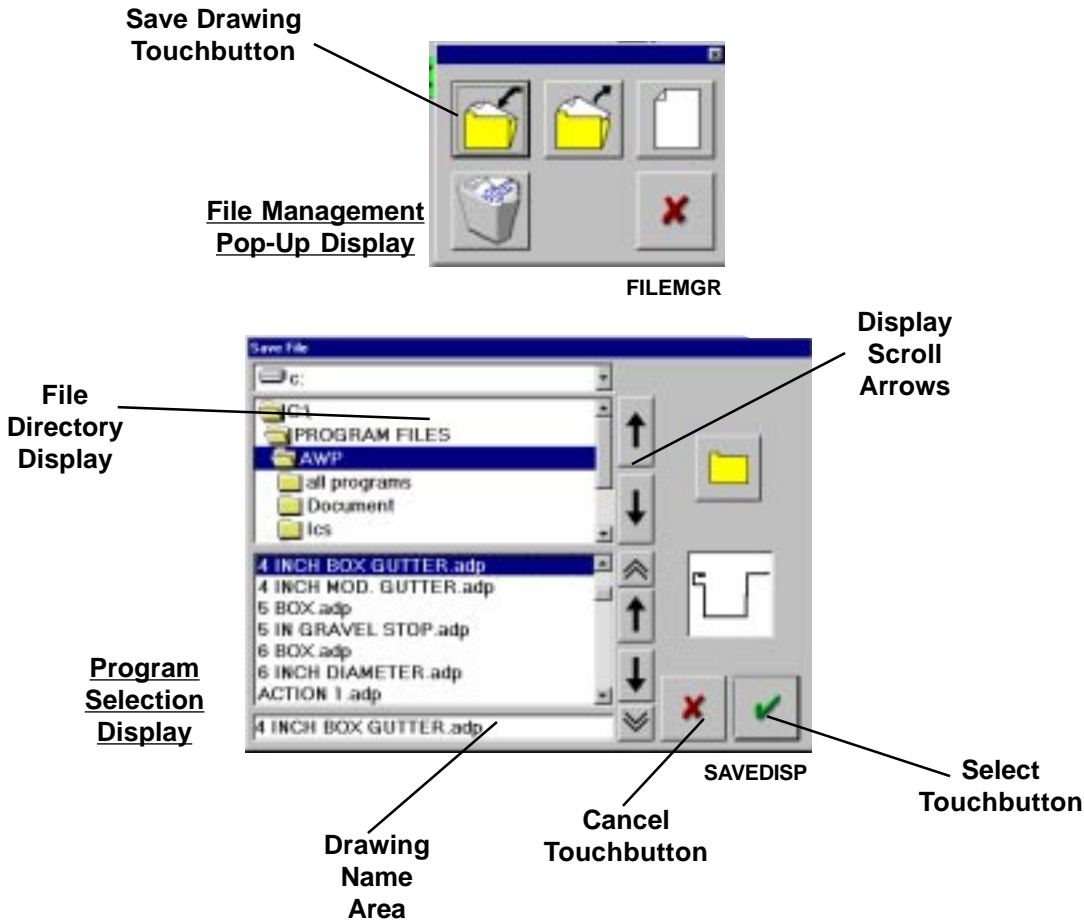 Save Drawing
Touchbutton
File Management
Pop-Up Display
FILEMGR
Display
Scroll
Arrows
Save File
c:
File
Directory
Display
C:\
PROGRAM FILES
AWP
all programs
Document
lcs
4 INCH BOX GUTTER.adp
4 INCH MOD. GUTTER.adp
5 BOX.adp
5 IN GRAVEL STOP.adp
6 BOX.adp
6 INCH DIAMETER.adp
ACTION 1.adp
4 INCH BOX GUTTER.adp
Program
Selection
Display
SAVEDISP
Select
Touchbutton
Cancel
Touchbutton
Drawing
Name
Area